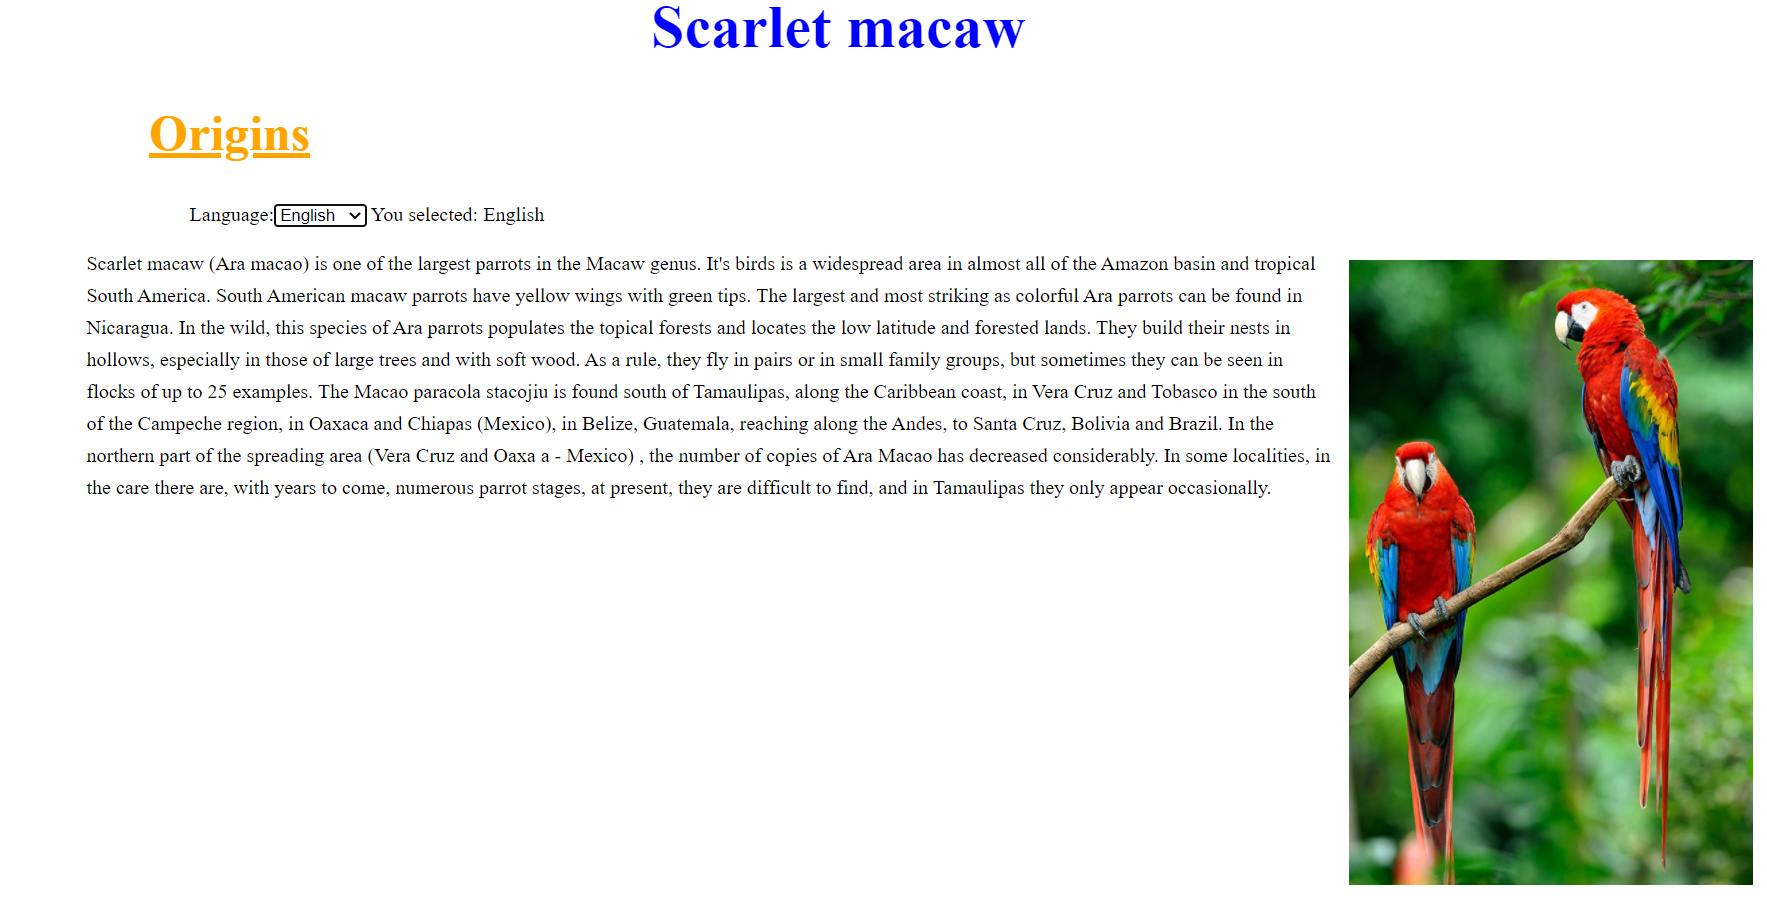 Scarlet macaw
Origins
Language: English You selected: English
Scarlet macaw (Ara macao) is one of the largest parrots in the Macaw genus. It's birds is a widespread area in almost all of the Amazon basin and tropical
South America. South American macaw parrots have yellow wings with green tips. The largest and most striking as colorful Ara parrots can be found in
Nicaragua. In the wild, this species of Ara parrots populates the topical forests and locates the low latitude and forested lands. They build their nests in
hollows, especially in those of large trees and with soft wood. As a rule, they fly in pairs or in small family groups, but sometimes they can be seen in
flocks of up to 25 examples. The Macao paracola stacojiu is found south of Tamaulipas, along the Caribbean coast, in Vera Cruz and Tobasco in the south
of the Campeche region, in Oaxaca and Chiapas (Mexico), in Belize, Guatemala, reaching along the Andes, to Santa Cruz, Bolivia and Brazil. In the
northern part of the spreading area (Vera Cruz and Oaxa a - Mexico) , the number of copies of Ara Macao has decreased considerably. In some localities, in
the care there are, with years to come, numerous parrot stages, at present, they are difficult to find, and in Tamaulipas they only appear occasionally.